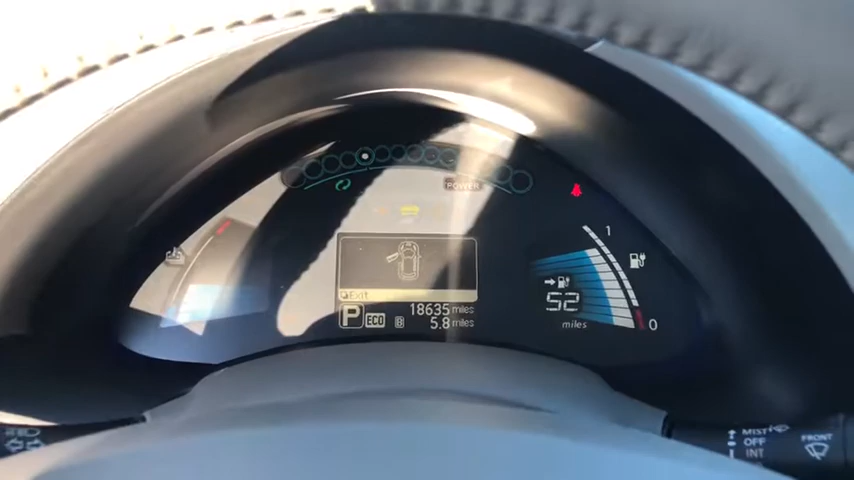 POWER
1
52
miles
0
Exit
P ECO B 18635 miles
5.8 miles
MIST
OFF
INT
FRONT